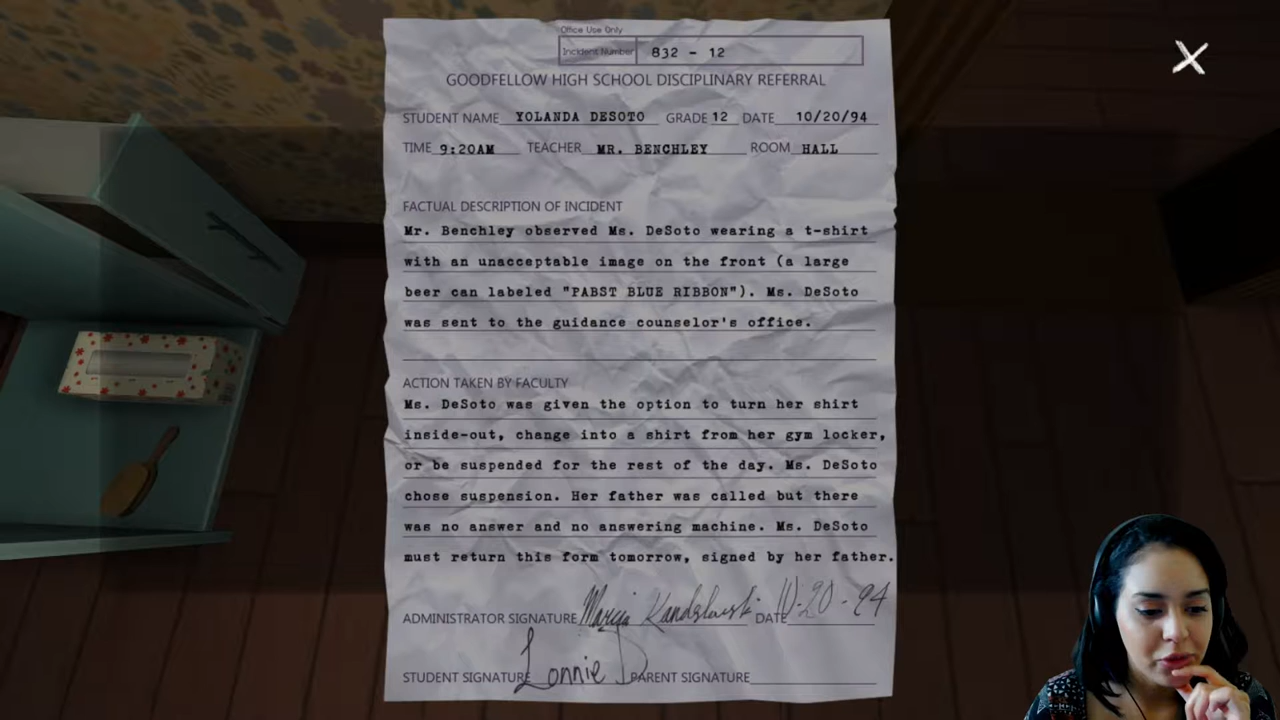 Office Use Only
Incident Number 832 - 12
GOODFELLOW HIGH SCHOOL DISCIPLINARY REFERRAL
STUDENT NAME YOLANDA DESOTO GRADE 12 DATE 10/20/94
TIME 9:20AM TEACHER MR. BENCHLEY ROOM HALL
FACTUAL DESCRIPTION OF INCIDENT
Mr. Benchley observed Ms. DeSoto wearing a t-shirt
with an unacceptable image on the front (a large
beer can labeled "PABST BLUE RIBBON"). Ms. DeSoto
was sent to the guidance counselor's office.
ACTION TAKEN BY FACULTY
Ms. DeSoto was given the option to turn her shirt
inside-out, change into a shirt from her gym locker,
or be suspended for the rest of the day. Ms. DeSoto
chose suspension. Her father was called but there
was no answer and no answering machine. Ms. DeSoto
must return this form tomorrow, signed by her father.
ADMINISTRATOR SIGNATURE DATE 10-20-94
STUDENT SIGNATURE Lonnie D PARENT SIGNATURE